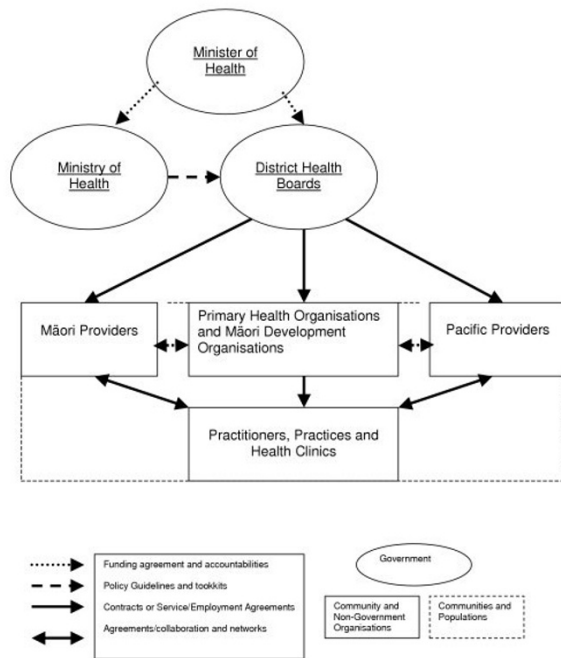 Minister of
Health
Ministry of
Health
District Health
Boards
Māori Providers
Primary Health Organisations
and Māori Development
Organisations
Pacific Providers
Practitioners, Practices and
Health Clinics
Funding agreement and accountabilities
Policy Guidelines and tookkits
Contracts or Service/Employment Agreements
Agreements/collaboration and networks
Government
Community and
Non-Government
Organisations
Communities and
Populations